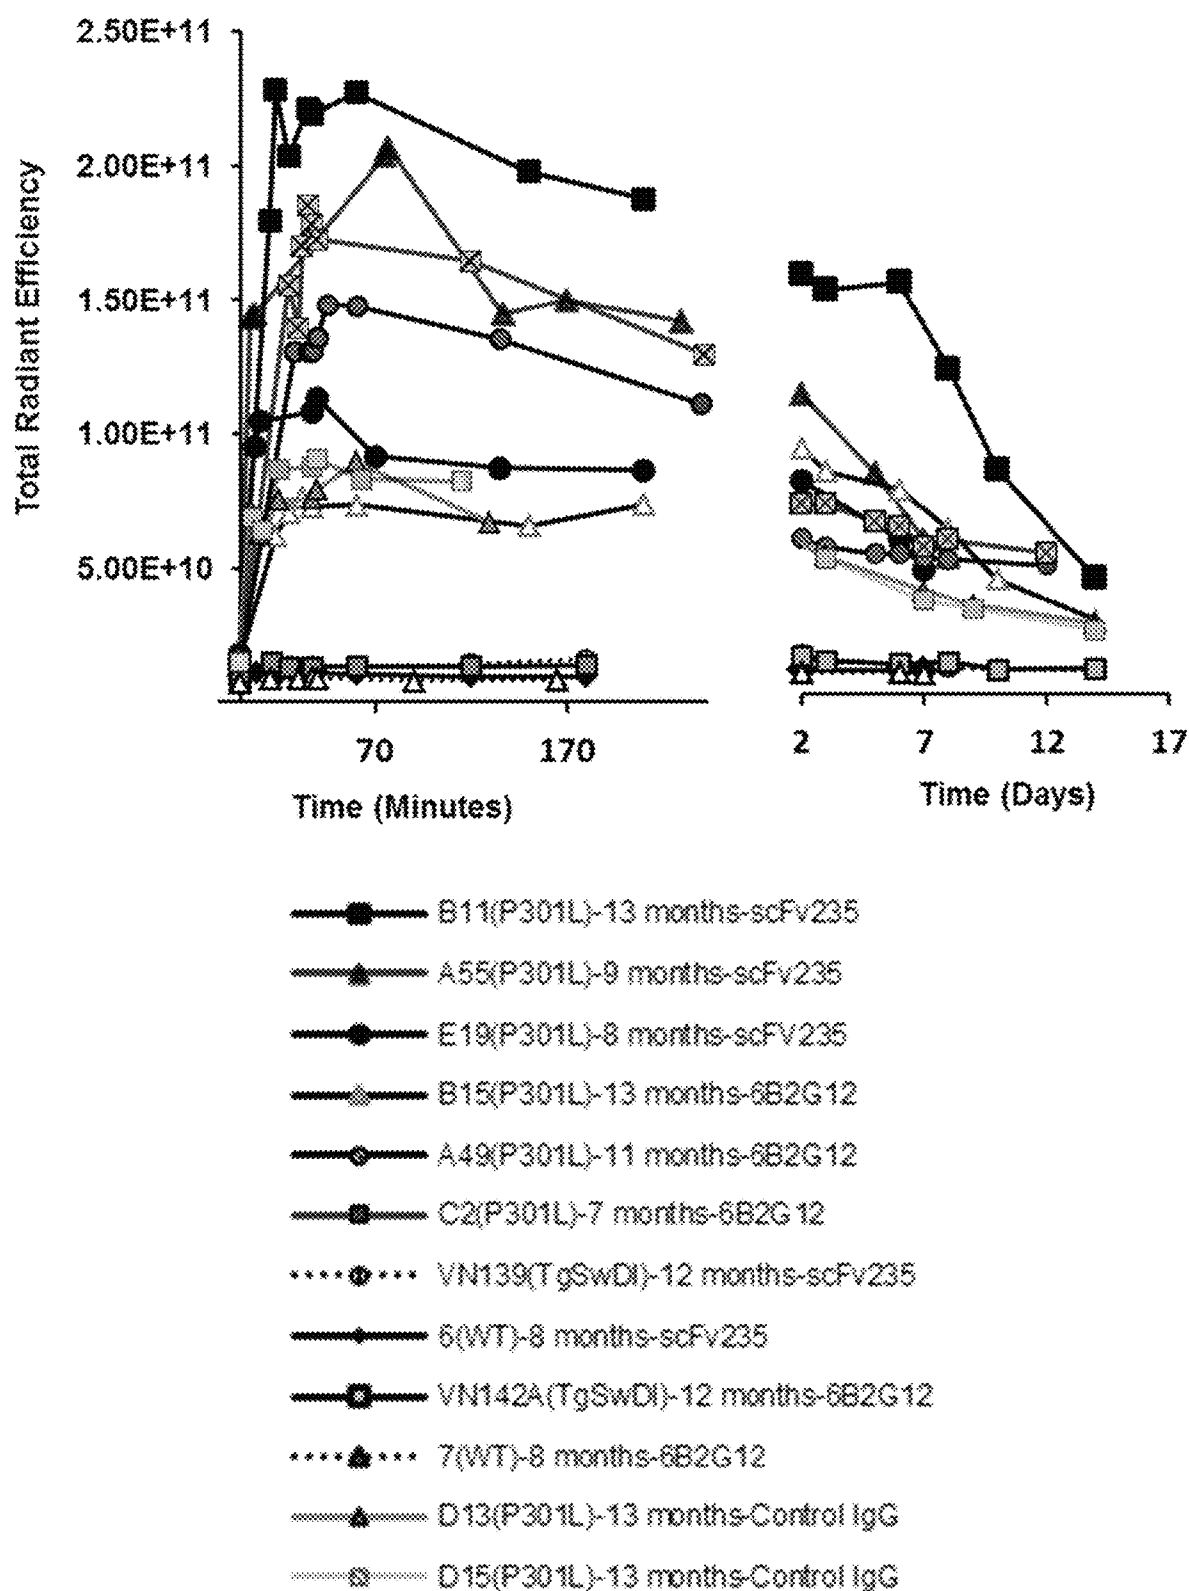 2.50E+11
2.00E+11
1.50E+11
1.00E+11
5.00E+10
Total Radiant Efficiency
70 170
Time (Minutes)
2 7 12 17
Time (Days)
B11(P301L)-13 months-scFv235
A55(P301L)-9 months-scFv235
E19(P301L)-8 months-scFV235
B15(P301L)-13 months-6B2G12
A49(P301L)-11 months-6B2G12
C2(P301L)-7 months-6B2G12
VN139(TgSwDI)-12 months-scFv235
6(WT)-8 months-scFv235
VN142A(TgSwDI)-12 months-6B2G12
7(WT)-8 months-6B2G12
D13(P301L)-13 months-Control IgG
D15(P301L)-13 months-Control IgG